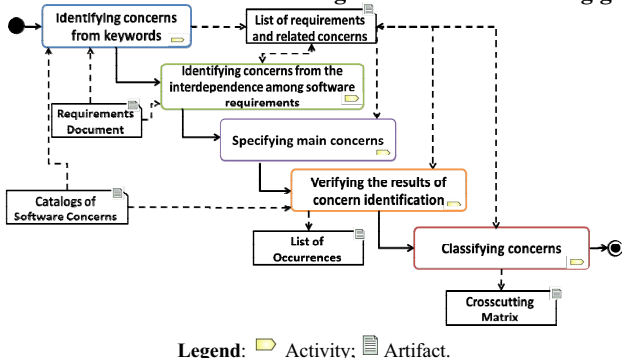 Identifying concerns
from keywords
List of requirements
and related concerns
Identifying concerns from the
interdependence among software
requirements
Requirements
Document
Specifying main concerns
Verifying the results of
concern identification
Catalogs of
Software Concerns
List of
Occurrences
Classifying concerns
Crosscutting
Matrix
Legend: Activity; Artifact.